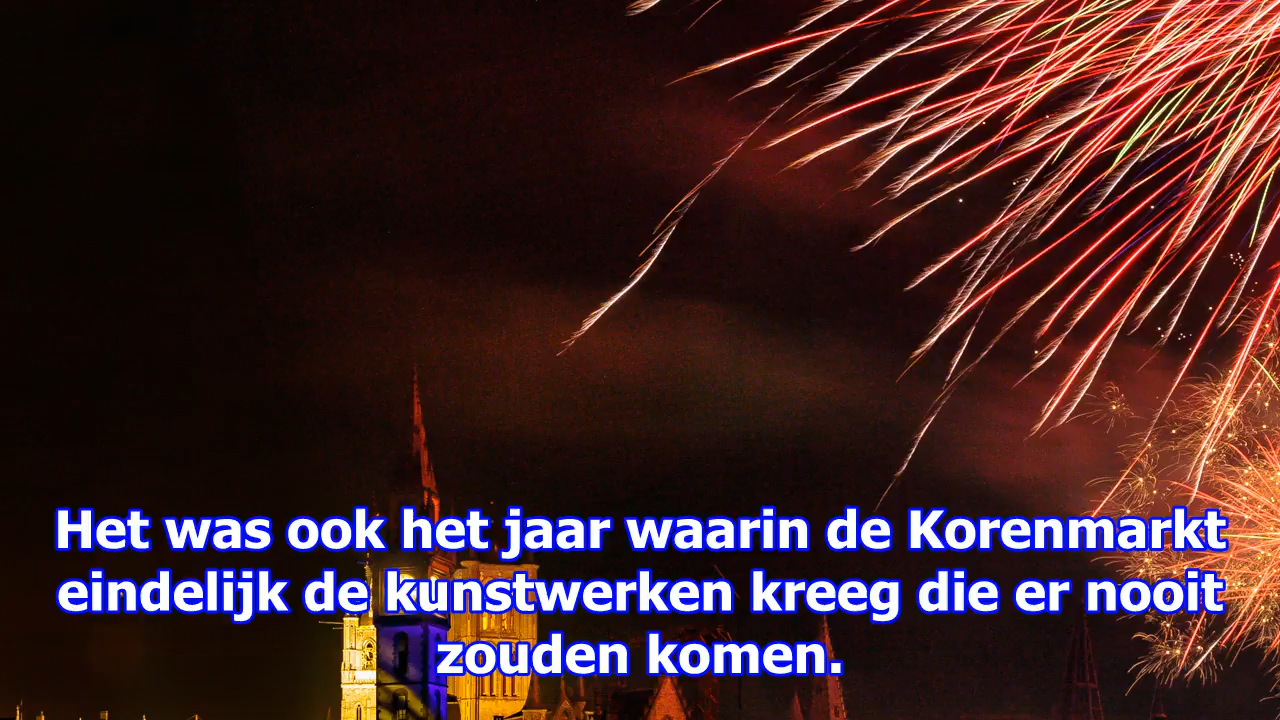 Het was ook het jaar waarin de Korenmarkt
eindelijk de kunstwerken kreeg die er nooit
zouden komen.